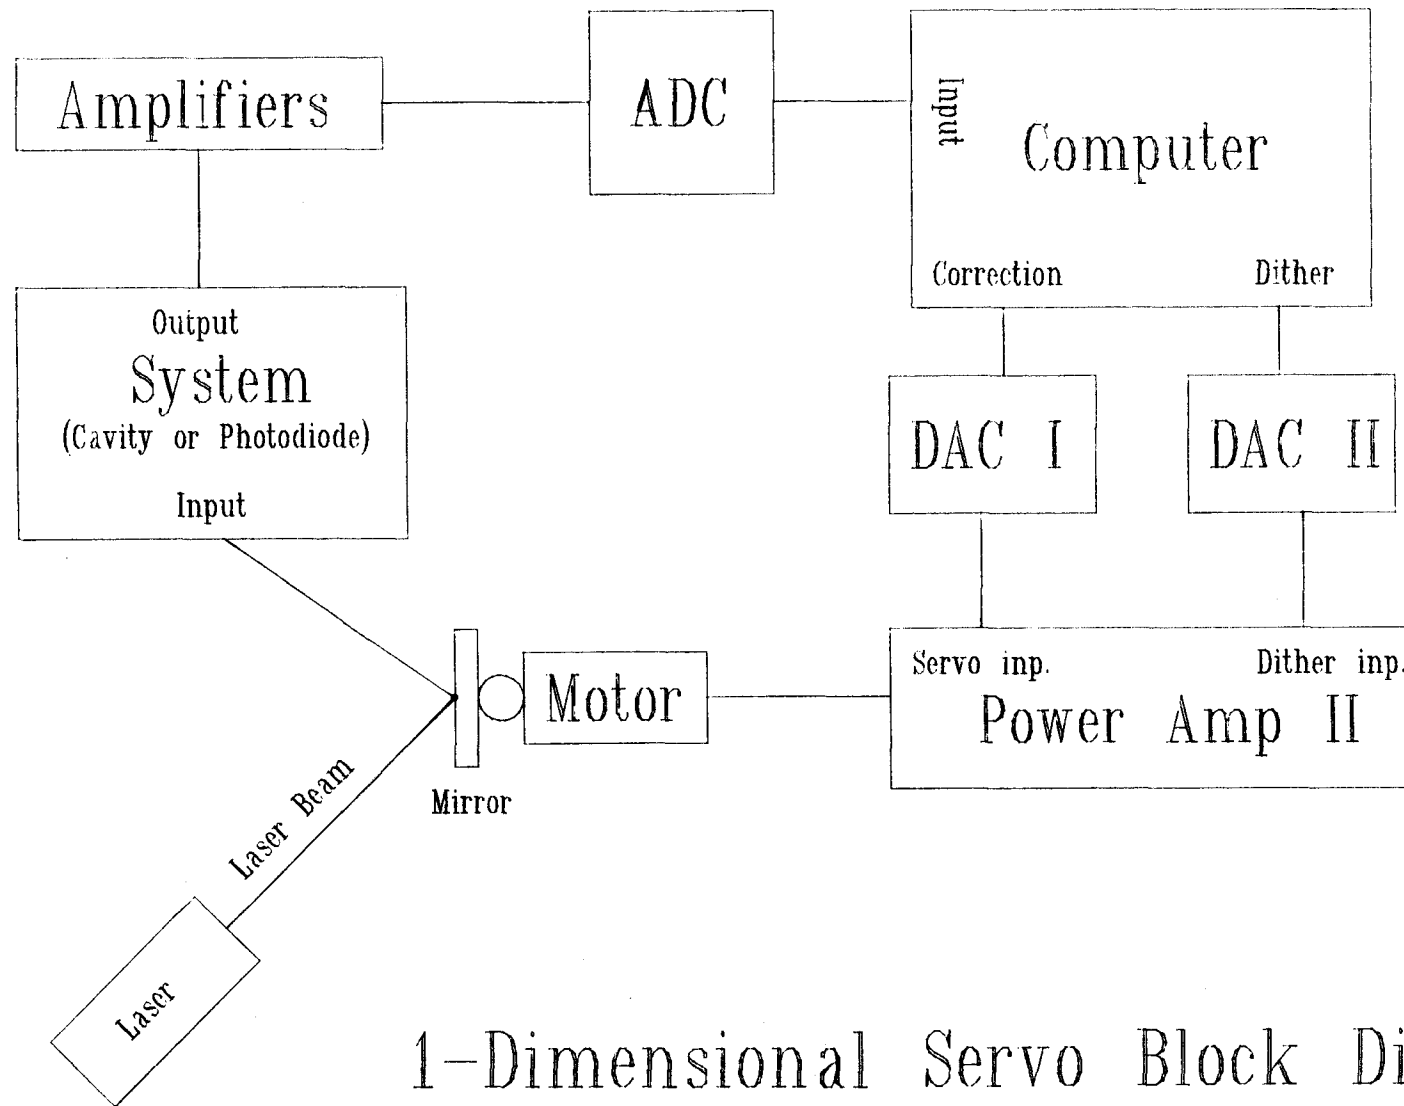 Amplifiers
ADC
Input
Computer
Correction
Dither
Output
System
(Cavity or Photodiode)
Input
DAC I
DAC II
Servo inp.
Dither inp.
Power Amp II
Motor
Mirror
Laser Beam
Laser
1-Dimensional Servo Block Di